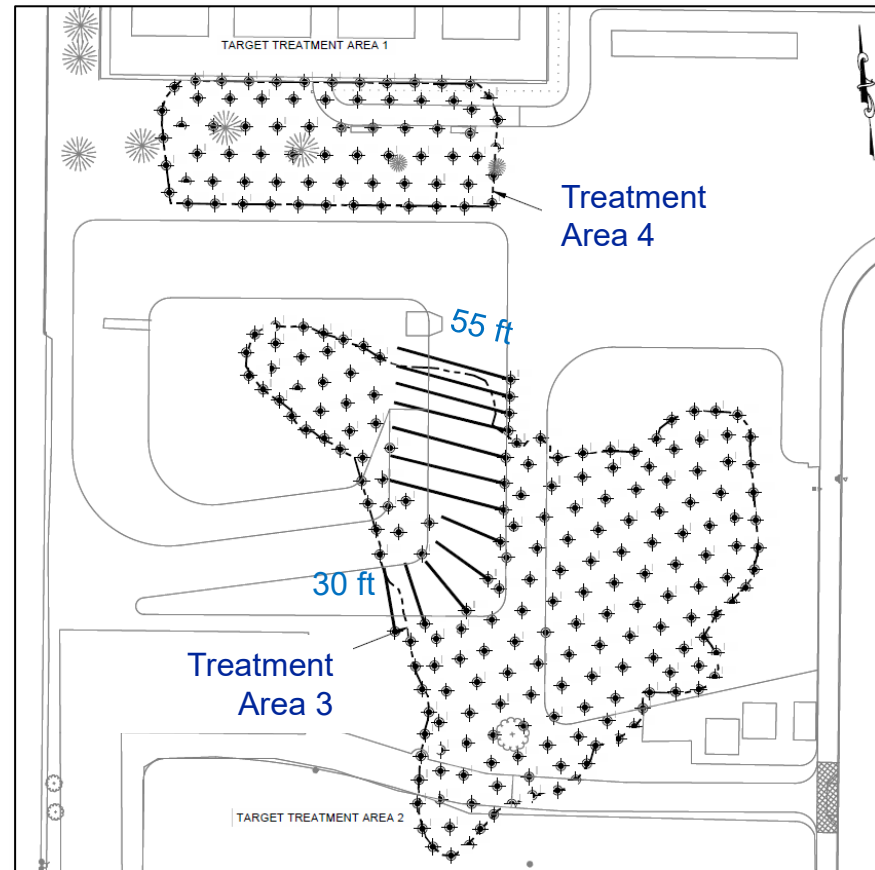 TARGET TREATMENT AREA 1
Treatment
Area 4
55 ft
30 ft
Treatment
Area 3
TARGET TREATMENT AREA 2